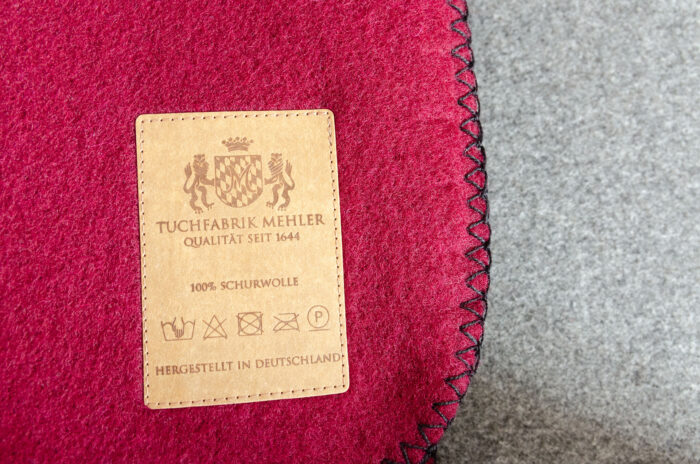 TUCHFABRIK MEHLER
QUALITÄT SEIT 1644
100% SCHURWOLLE
P
HERGESTELLT IN DEUTSCHLAND